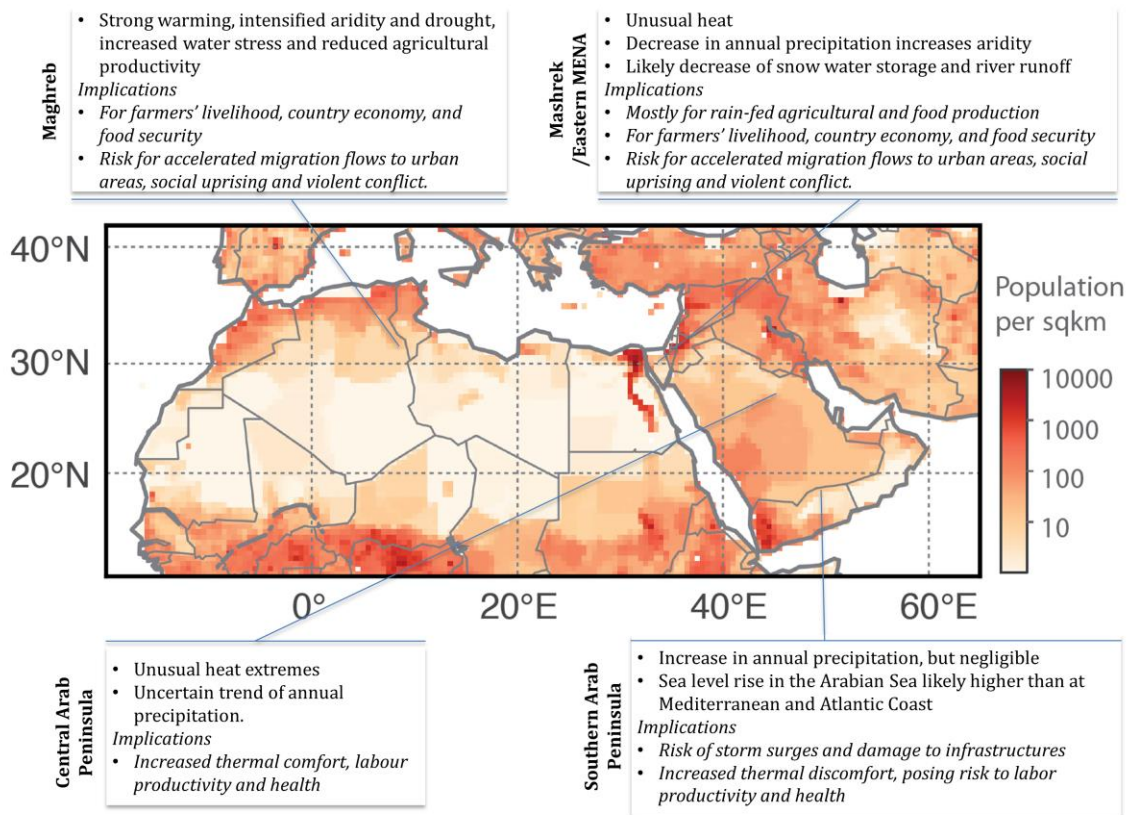 Maghreb
• Strong warming, intensified aridity and drought,
increased water stress and reduced agricultural
productivity
Implications
• For farmers' livelihood, country economy, and
food security
• Risk for accelerated migration flows to urban
areas, social uprising and violent conflict.
Mashrek
/Eastern MENA
• Unusual heat
• Decrease in annual precipitation increases aridity
• Likely decrease of snow water storage and river runoff
Implications
• Mostly for rain-fed agricultural and food production
• For farmers' livelihood, country economy, and food security
• Risk for accelerated migration flows to urban areas, social
uprising and violent conflict.
40°N
30°N
20°N
0°
20°E
40°E
60°E
Population
per sqkm
10000
1000
100
10
Central Arab
Peninsula
• Unusual heat extremes
• Uncertain trend of annual
precipitation.
Implications
• Increased thermal comfort, labour
productivity and health
Southern Arab
Peninsula
• Increase in annual precipitation, but negligible
• Sea level rise in the Arabian Sea likely higher than at
Mediterranean and Atlantic Coast
Implications
• Risk of storm surges and damage to infrastructures
• Increased thermal discomfort, posing risk to labor
productivity and health